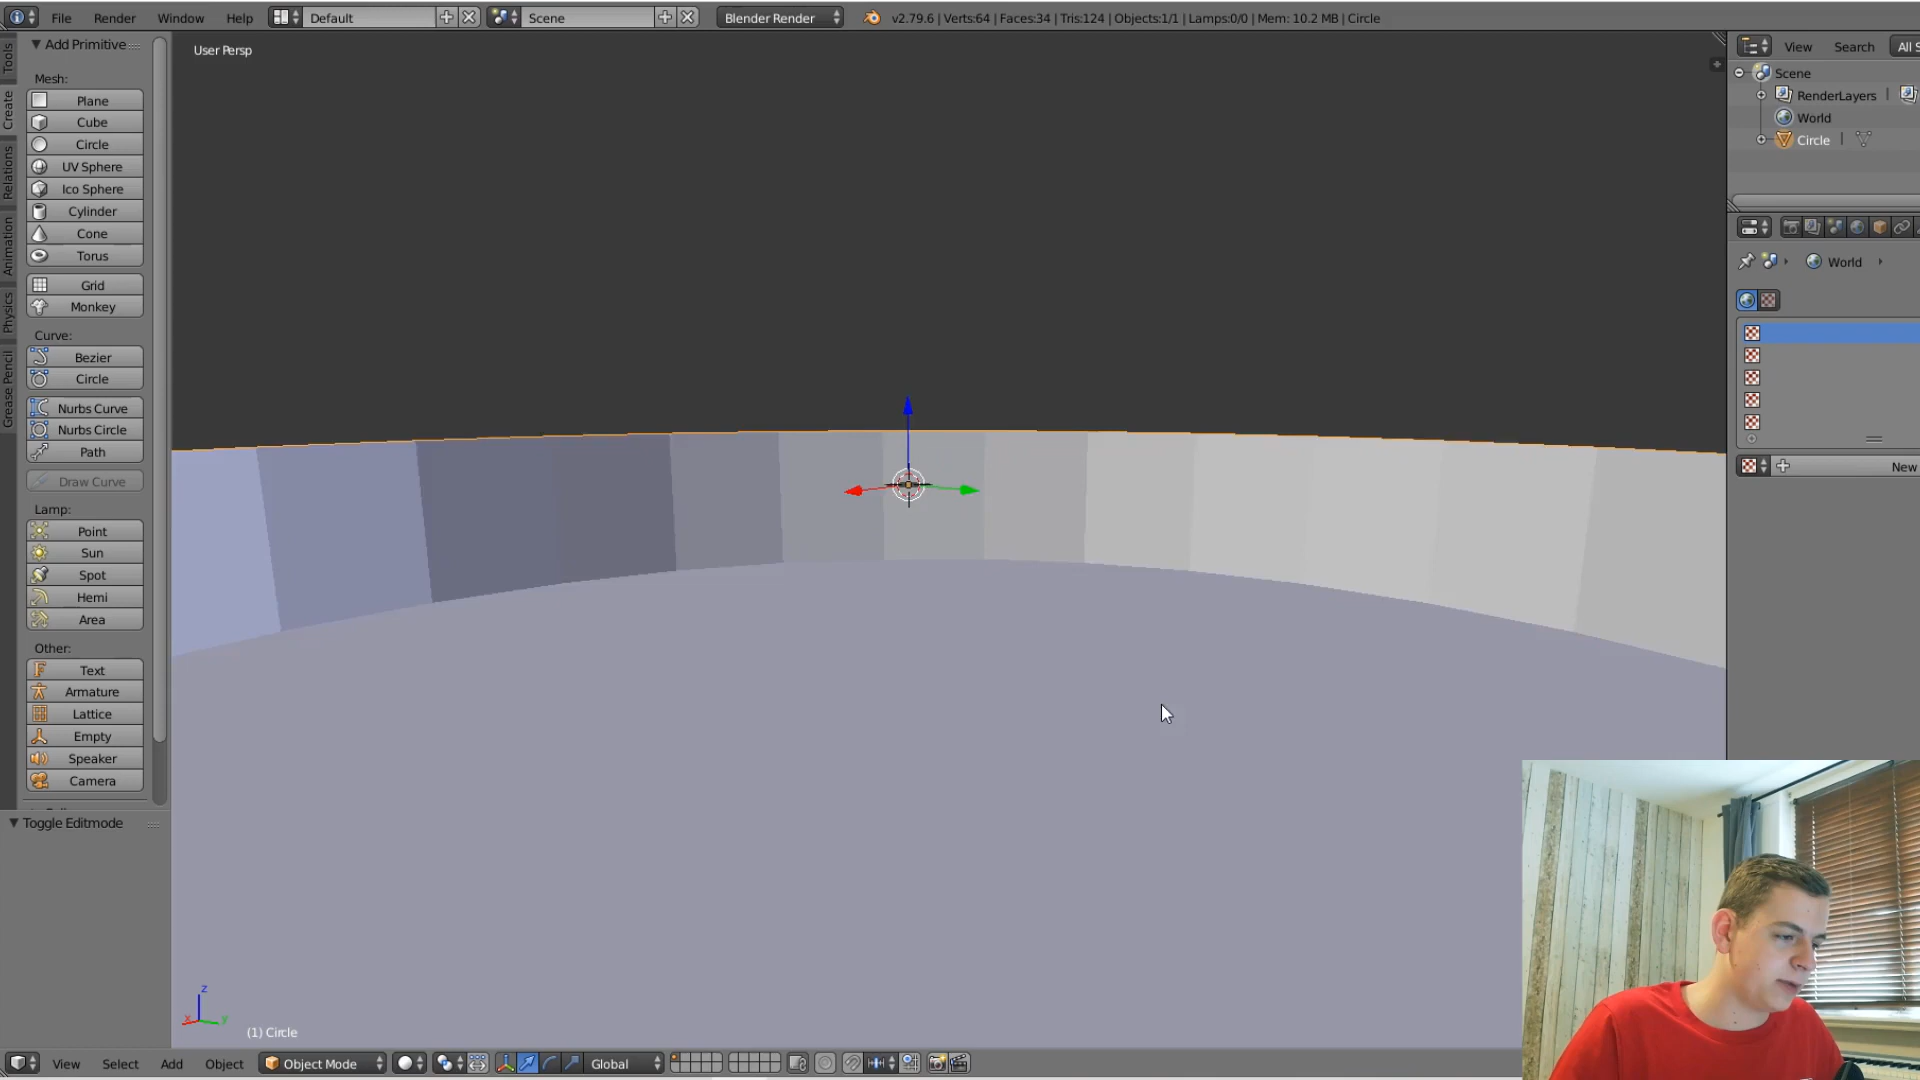 File Render Window Help Default Scene Blender Render v2.79.6 | Verts:64 | Faces:34 | Tris:124 | Objects:1/1 | Lamps:0/0 | Mem: 10.2 MB | Circle
Tools
Create
Relations
Animation
Physics
Grease Pencil
Add Primitive
Mesh:
Plane
Cube
Circle
UV Sphere
Ico Sphere
Cylinder
Cone
Torus
Grid
Monkey
Curve:
Bezier
Circle
Nurbs Curve
Nurbs Circle
Path
Draw Curve
Lamp:
Point
Sun
Spot
Hemi
Area
Other:
Text
Armature
Lattice
Empty
Speaker
Camera
Toggle Editmode
User Persp
z
x y
(1) Circle
View Search All S
Scene
RenderLayers |
World
Circle |
World
New
View Select Add Object Object Mode Global